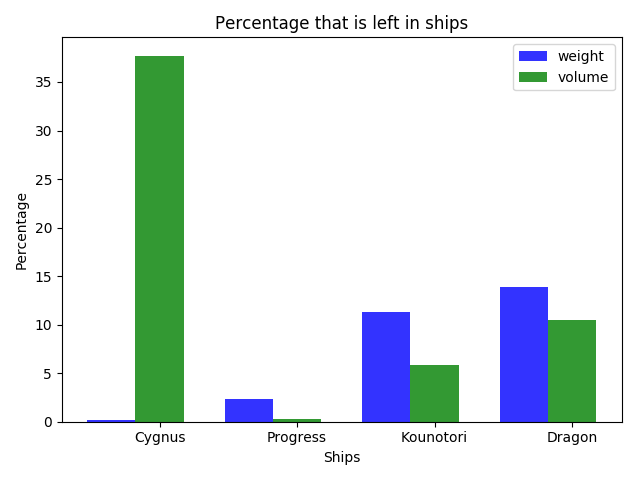 Percentage that is left in ships
weight
volume
35
30
25
20
15
10
5
0
Percentage
Cygnus
Progress
Kounotori
Dragon
Ships